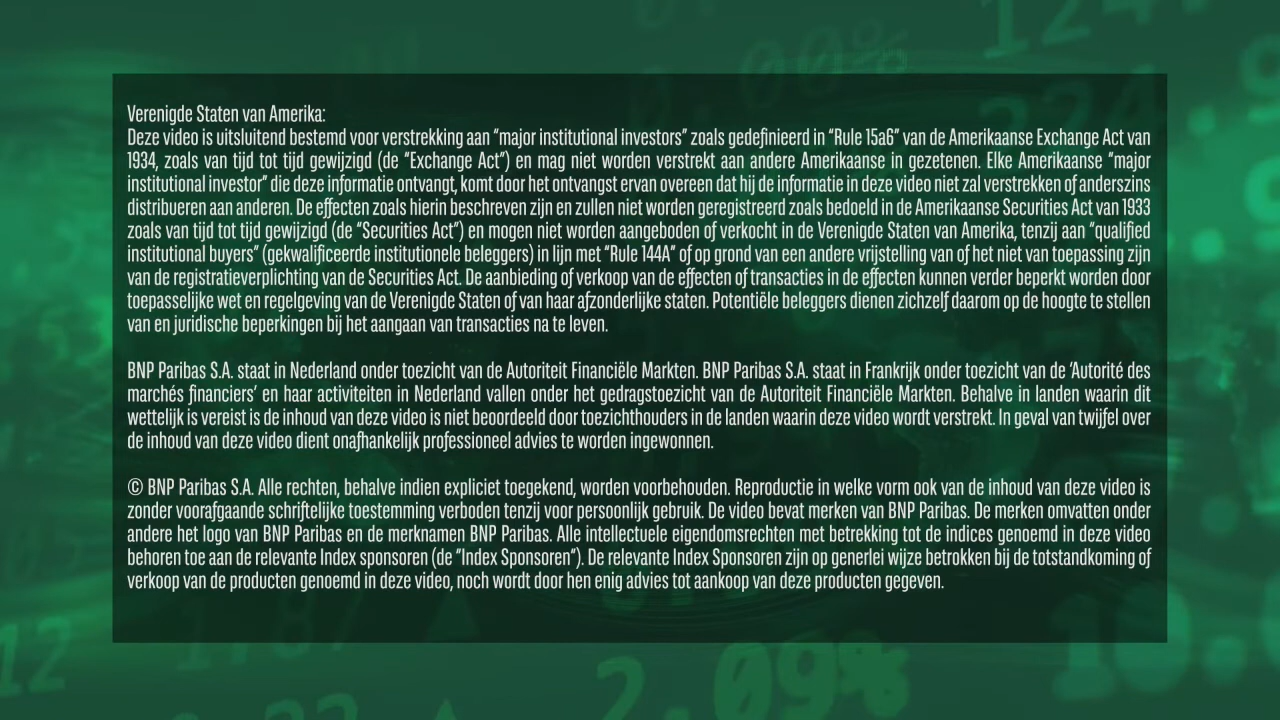 Verenigde Staten van Amerika:
Deze video is uitsluitend bestemd voor verstrekking aan “major institutional investors” zoals gedefinieerd in “Rule 15a6” van de Amerikaanse Exchange Act van
1934, zoals van tijd tot tijd gewijzigd (de “Exchange Act”) en mag niet worden verstrekt aan andere Amerikaanse in gezetenen. Elke Amerikaanse “major
institutional investor” die deze informatie ontvangt, komt door het ontvangst ervan overeen dat hij de informatie in deze video niet zal verstrekken of anderszins
distribueren aan anderen. De effecten zoals hierin beschreven zijn en zullen niet worden geregistreerd zoals bedoeld in de Amerikaanse Securities Act van 1933
zoals van tijd tot tijd gewijzigd (de “Securities Act”) en mogen niet worden aangeboden of verkocht in de Verenigde Staten van Amerika, tenzij aan “qualified
institutional buyers” (gekwalificeerde institutionele beleggers) in lijn met “Rule 144A” of op grond van een andere vrijstelling van of het niet van toepassing zijn
van de registratieverplichting van de Securities Act. De aanbieding of verkoop van de effecten of transacties in de effecten kunnen verder beperkt worden door
toepasselijke wet en regelgeving van de Verenigde Staten of van haar afzonderlijke staten. Potentiële beleggers dienen zichzelf daarom op de hoogte te stellen
van en juridische beperkingen bij het aangaan van transacties na te leven.
BNP Paribas S.A. staat in Nederland onder toezicht van de Autoriteit Financiële Markten. BNP Paribas S.A. staat in Frankrijk onder toezicht van de ‘Autorité des
marchés financiers’ en haar activiteiten in Nederland vallen onder het gedragstoezicht van de Autoriteit Financiële Markten. Behalve in landen waarin dit
wettelijk is vereist is de inhoud van deze video is niet beoordeeld door toezichthouders in de landen waarin deze video wordt verstrekt. In geval van twijfel over
de inhoud van deze video dient onafhankelijk professioneel advies te worden ingewonnen.
© BNP Paribas S.A. Alle rechten, behalve indien expliciet toegekend, worden voorbehouden. Reproductie in welke vorm ook van de inhoud van deze video is
zonder voorafgaande schriftelijke toestemming verboden tenzij voor persoonlijk gebruik. De video bevat merken van BNP Paribas. De merken omvatten onder
andere het logo van BNP Paribas en de merknamen BNP Paribas. Alle intellectuele eigendomsrechten met betrekking tot de indices genoemd in deze video
behoren toe aan de relevante Index sponsoren (de “Index Sponsoren”). De relevante Index Sponsoren zijn op generlei wijze betrokken bij de totstandkoming of
verkoop van de producten genoemd in deze video, noch wordt door hen enig advies tot aankoop van deze producten gegeven.
2.09%